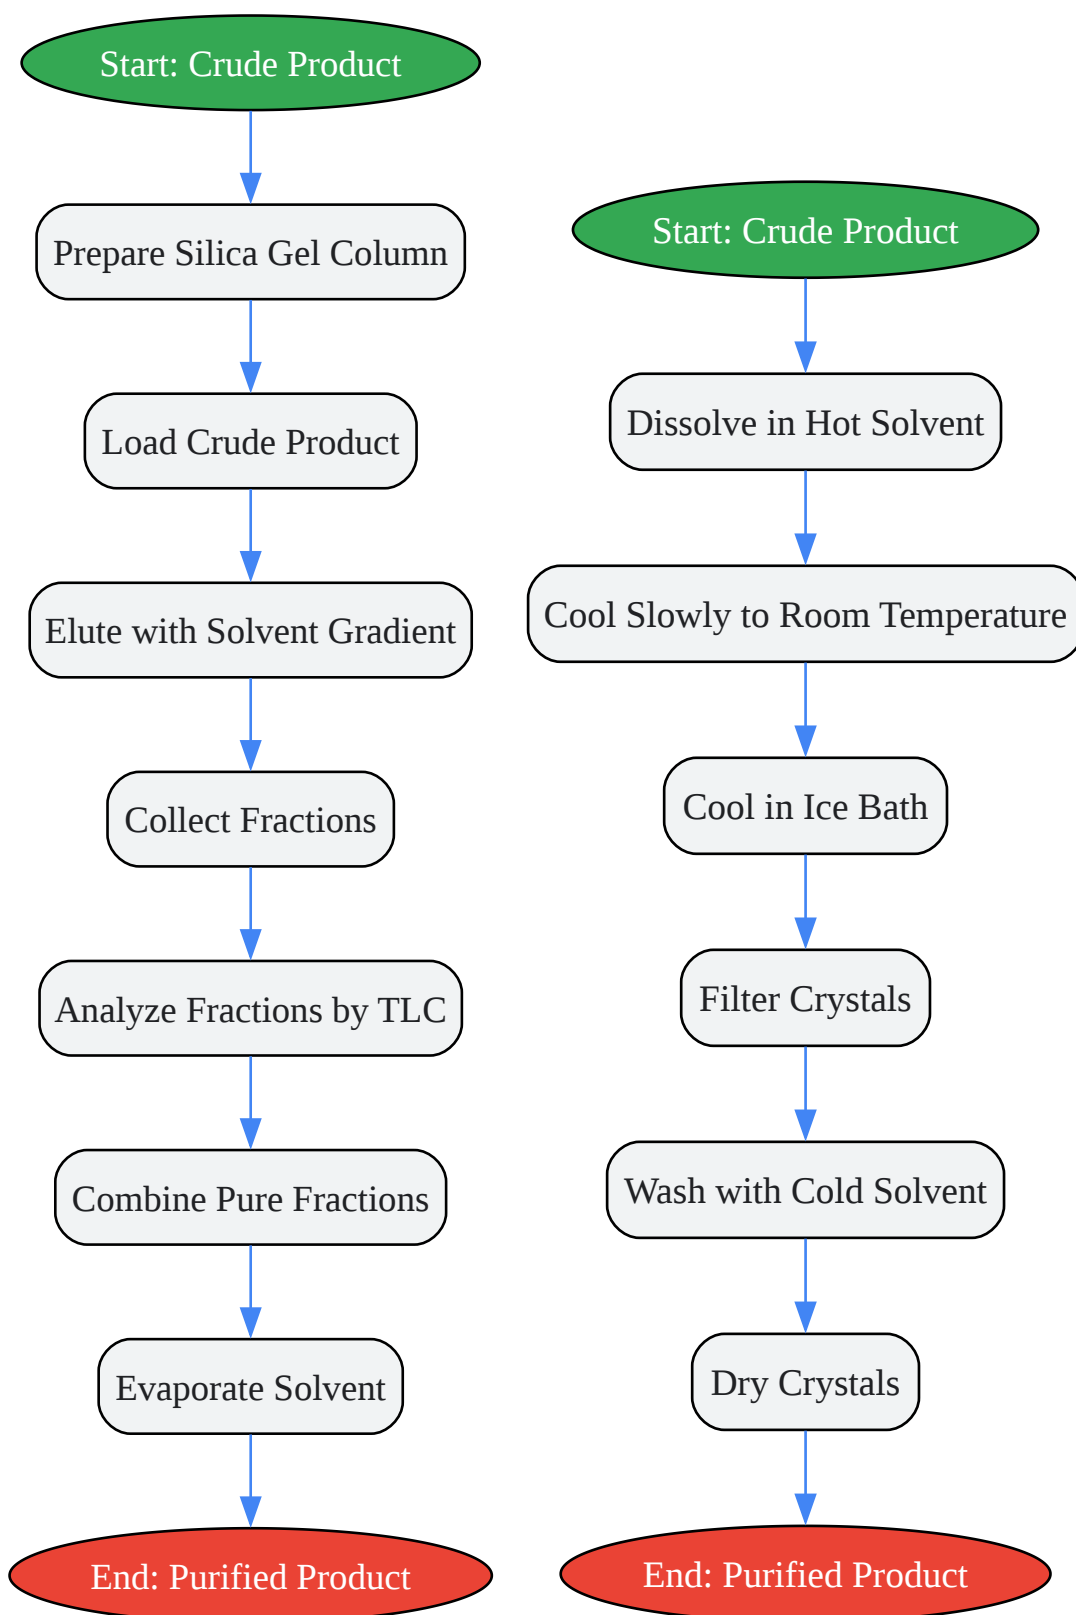 Start: Crude Product
Prepare Silica Gel Column
Load Crude Product
Elute with Solvent Gradient
Collect Fractions
Analyze Fractions by TLC
Combine Pure Fractions
Evaporate Solvent
End: Purified Product
Start: Crude Product
Dissolve in Hot Solvent
Cool Slowly to Room Temperature
Cool in Ice Bath
Filter Crystals
Wash with Cold Solvent
Dry Crystals
End: Purified Product